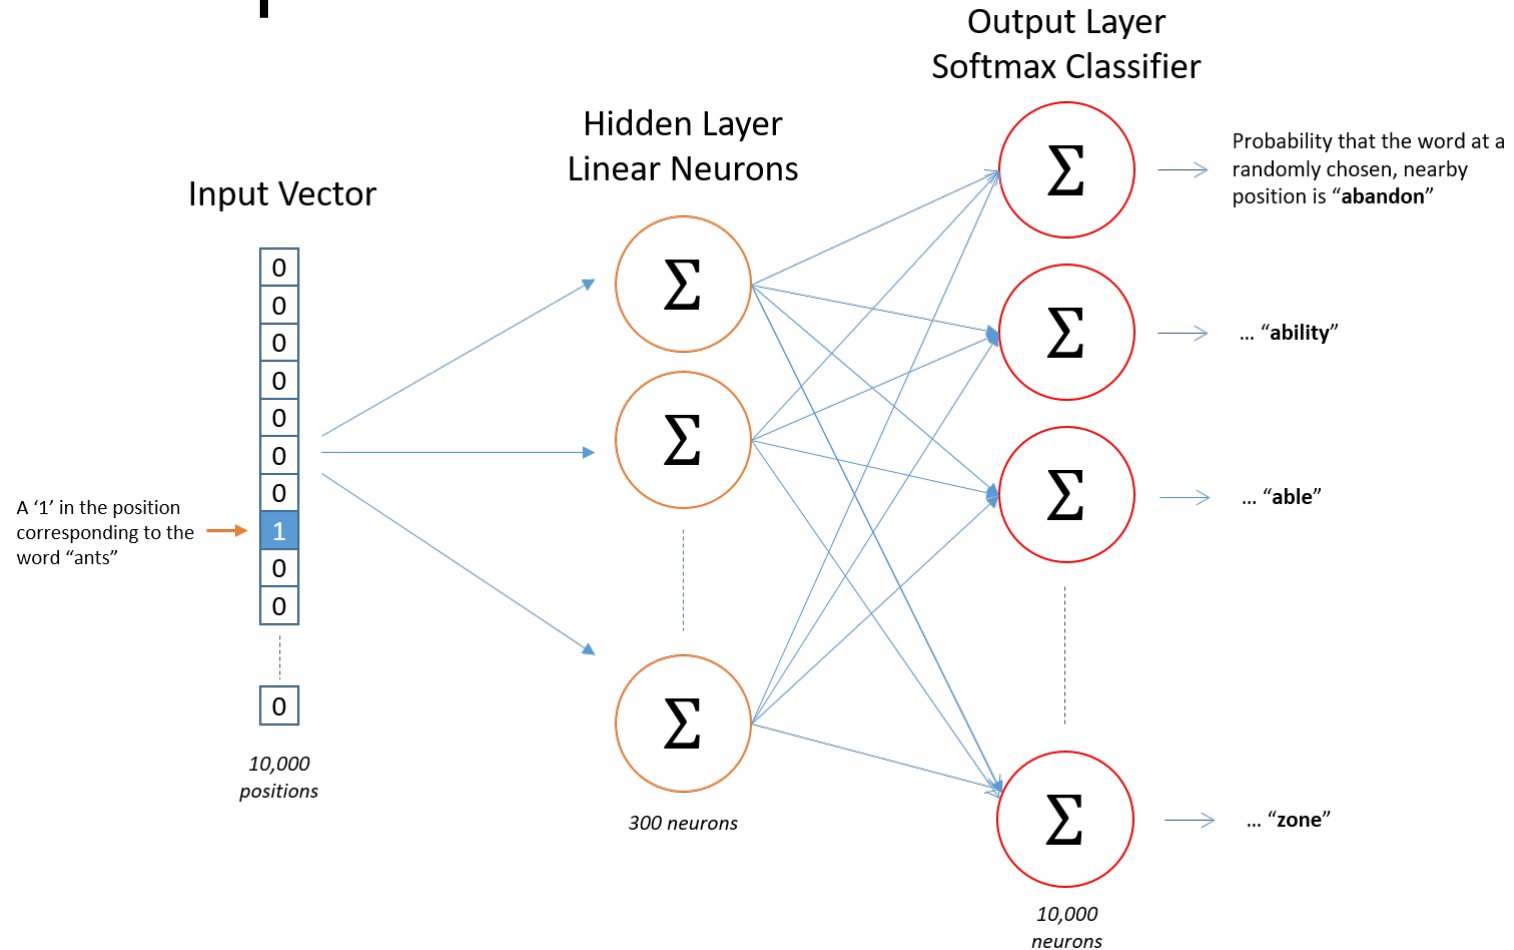 Output Layer
Softmax Classifier
Hidden Layer
Linear Neurons
Input Vector
Probability that the word at a
randomly chosen, nearby
position is “abandon”
... “ability”
... “able”
... “zone”
0
0
0
0
0
0
0
1
0
0
0
A ‘1’ in the position
corresponding to the
word “ants”
Σ
Σ
Σ
Σ
Σ
Σ
Σ
10,000
positions
300 neurons
10,000
neurons